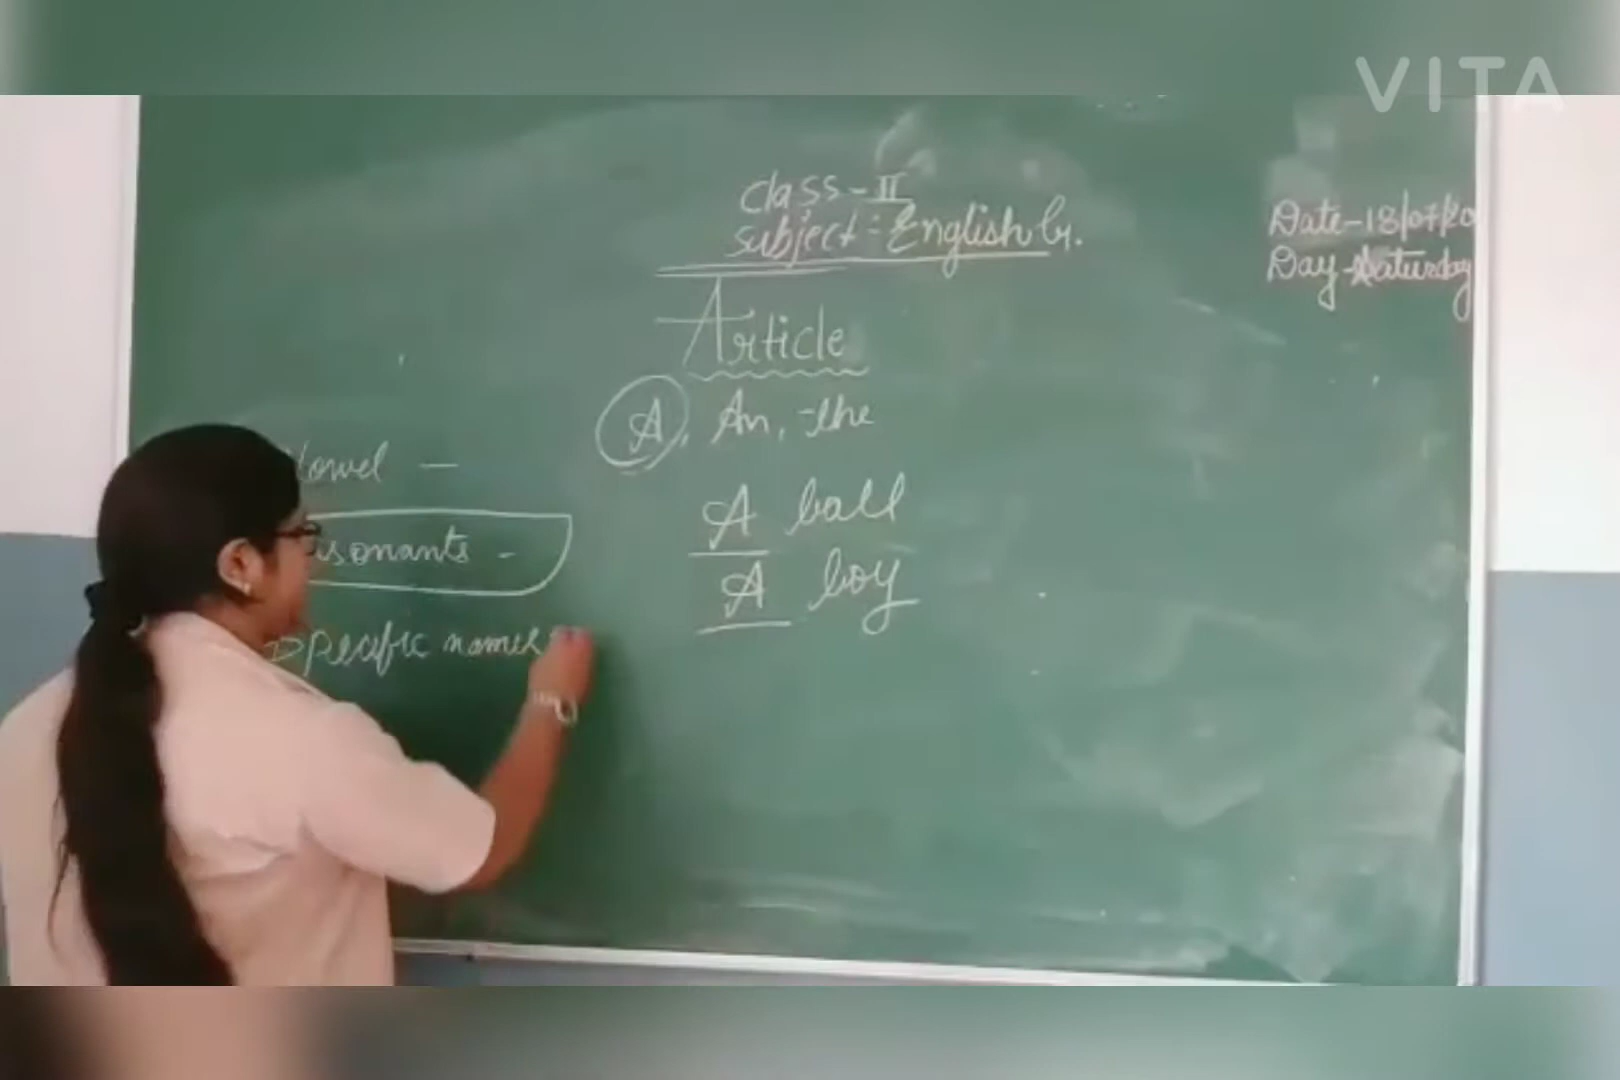 VITA
Class - II
Subject : English Gr.
Date - 18/07/20
Day - Saturday
Article
A, An, the
Vowel -
sonants -
A ball
A boy
Specific names